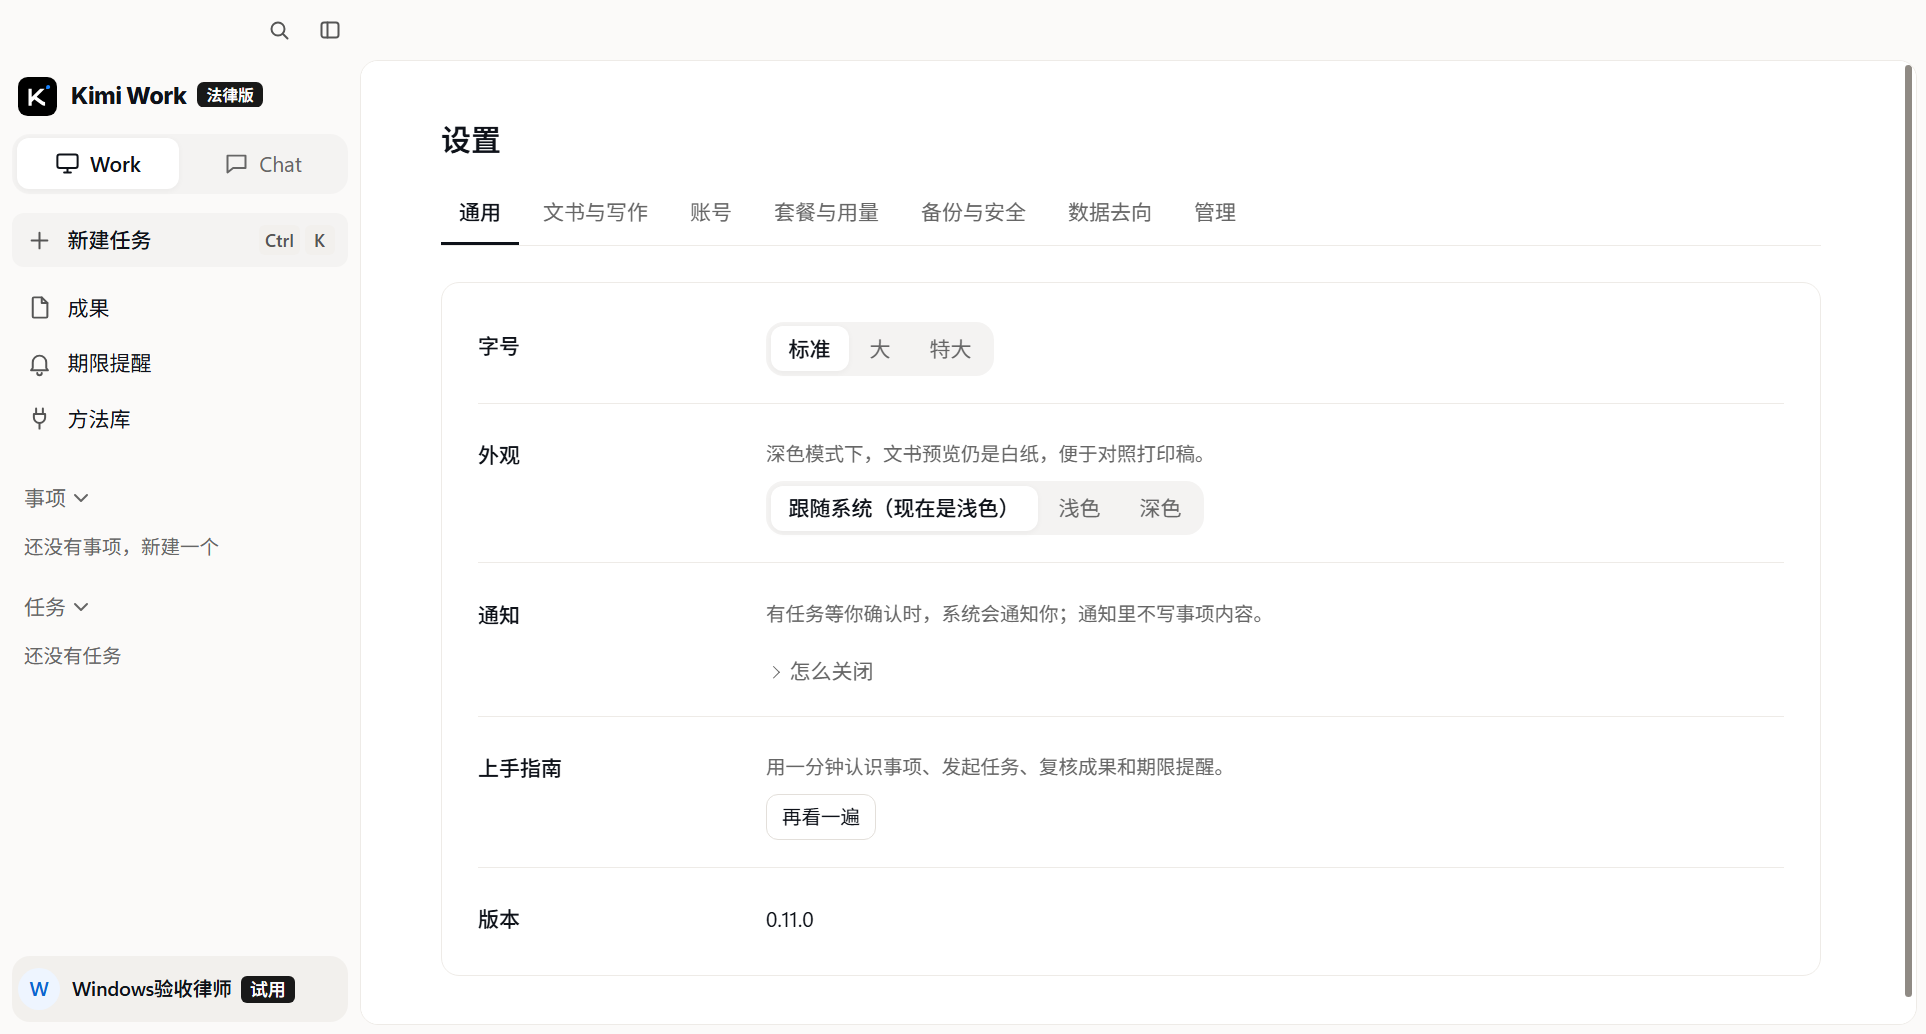 Kimi Work 法律版
Work
Chat
新建任务 Ctrl K
成果
期限提醒
方法库
事项
还没有事项，新建一个
任务
还没有任务
W Windows验收律师 试用
设置
通用 文书与写作 账号 套餐与用量 备份与安全 数据去向 管理
字号
标准 大 特大
外观
深色模式下，文书预览仍是白纸，便于对照打印稿。
跟随系统（现在是浅色） 浅色 深色
通知
有任务等你确认时，系统会通知你；通知里不写事项内容。
怎么关闭
上手指南
用一分钟认识事项、发起任务、复核成果和期限提醒。
再看一遍
版本
0.11.0